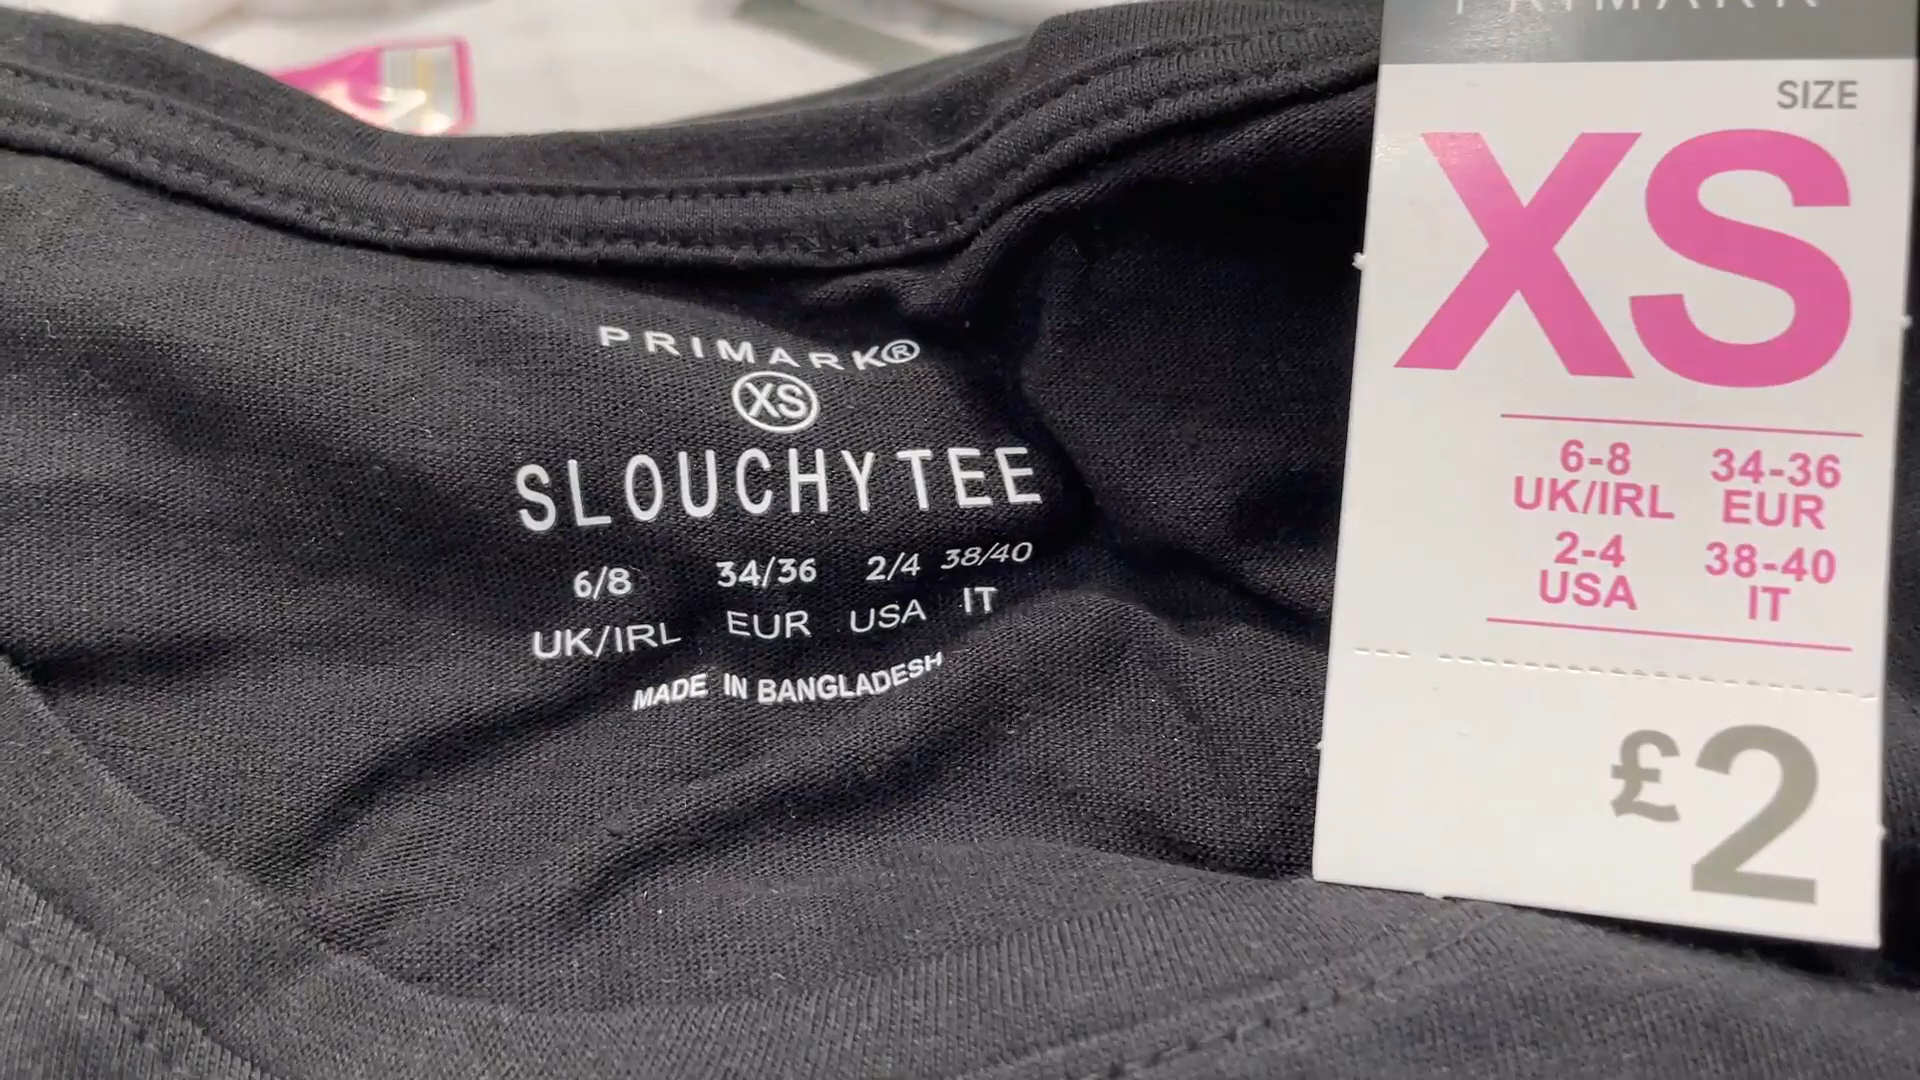 PRIMARK®
XS
SLOUCHY TEE
6/8 34/36 2/4 38/40
UK/IRL EUR USA IT
MADE IN BANGLADESH
PRIMARK
SIZE
XS
6-8 34-36
UK/IRL EUR
2-4 38-40
USA IT
£2